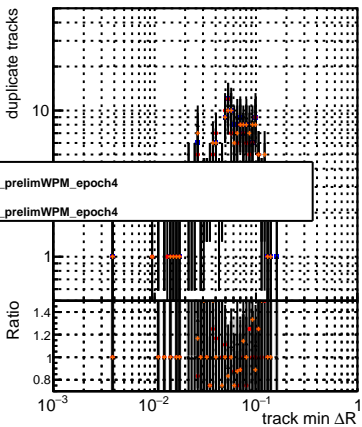 duplicate tracks
10
_prelimWPM_epoch4
_prelimWPM_epoch4
1
Ratio
1.4
1.2
1
0.8
10⁻³ 10⁻² 10⁻¹ 1
track min ΔR